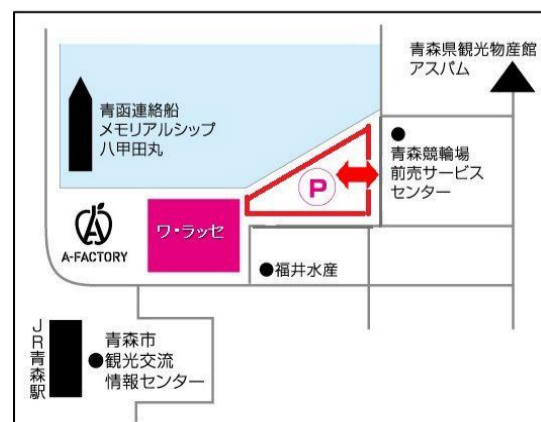 青森県観光物産館
アスパム
青函連絡船
メモリアルシップ
八甲田丸
青森競輪場
前売サービス
センター
P
ワ・ラッセ
A-FACTORY
福井水産
JR青森駅
青森市
観光交流
情報センター